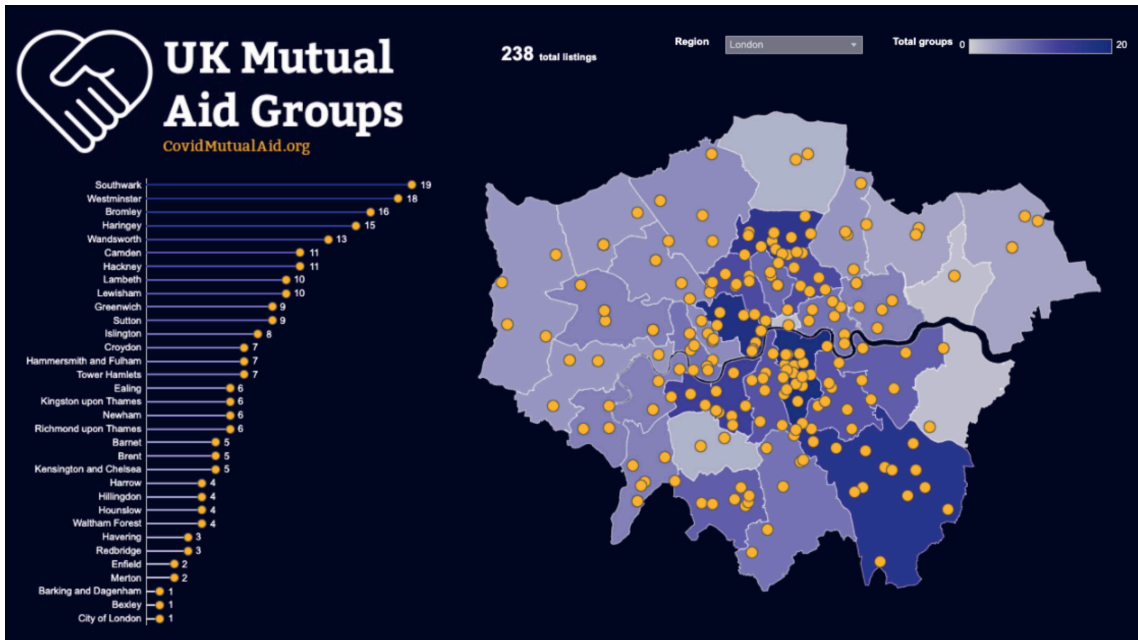 UK Mutual
Aid Groups
CovidMutualAid.org
238 total listings
Region London
Total groups 0 20
Southwark 19
Westminster 18
Bromley 16
Haringey 15
Wandsworth 13
Camden 11
Hackney 11
Lambeth 10
Lewisham 10
Greenwich 9
Sutton 9
Islington 8
Croydon 7
Hammersmith and Fulham 7
Tower Hamlets 7
Ealing 6
Kingston upon Thames 6
Newham 6
Richmond upon Thames 6
Barnet 5
Brent 5
Kensington and Chelsea 5
Harrow 4
Hillingdon 4
Hounslow 4
Waltham Forest 4
Havering 3
Redbridge 3
Enfield 2
Merton 2
Barking and Dagenham 1
Bexley 1
City of London 1